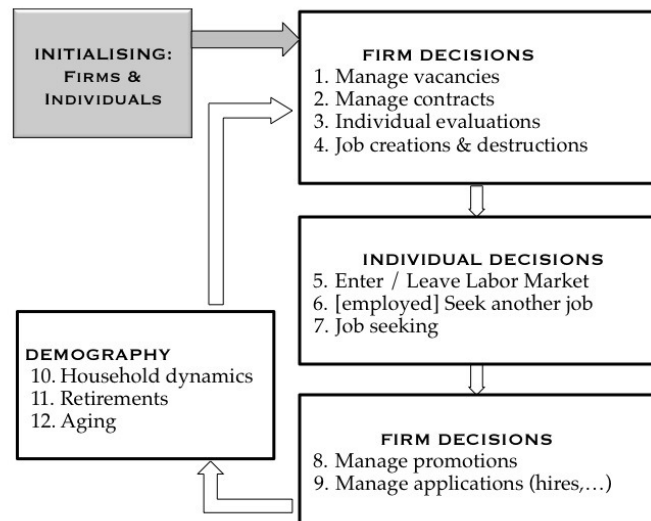 INITIALISING:
FIRMS &
INDIVIDUALS
FIRM DECISIONS
1. Manage vacancies
2. Manage contracts
3. Individual evaluations
4. Job creations & destructions
INDIVIDUAL DECISIONS
5. Enter / Leave Labor Market
6. [employed] Seek another job
7. Job seeking
FIRM DECISIONS
8. Manage promotions
9. Manage applications (hires,...)
DEMOGRAPHY
10. Household dynamics
11. Retirements
12. Aging